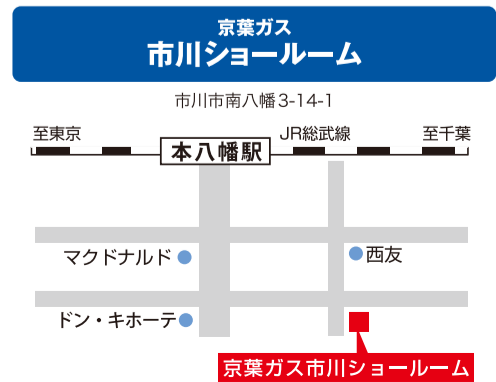 京葉ガス
市川ショールーム
市川市南八幡3-14-1
至東京
JR総武線
至千葉
本八幡駅
マクドナルド
西友
ドン・キホーテ
京葉ガス市川ショールーム